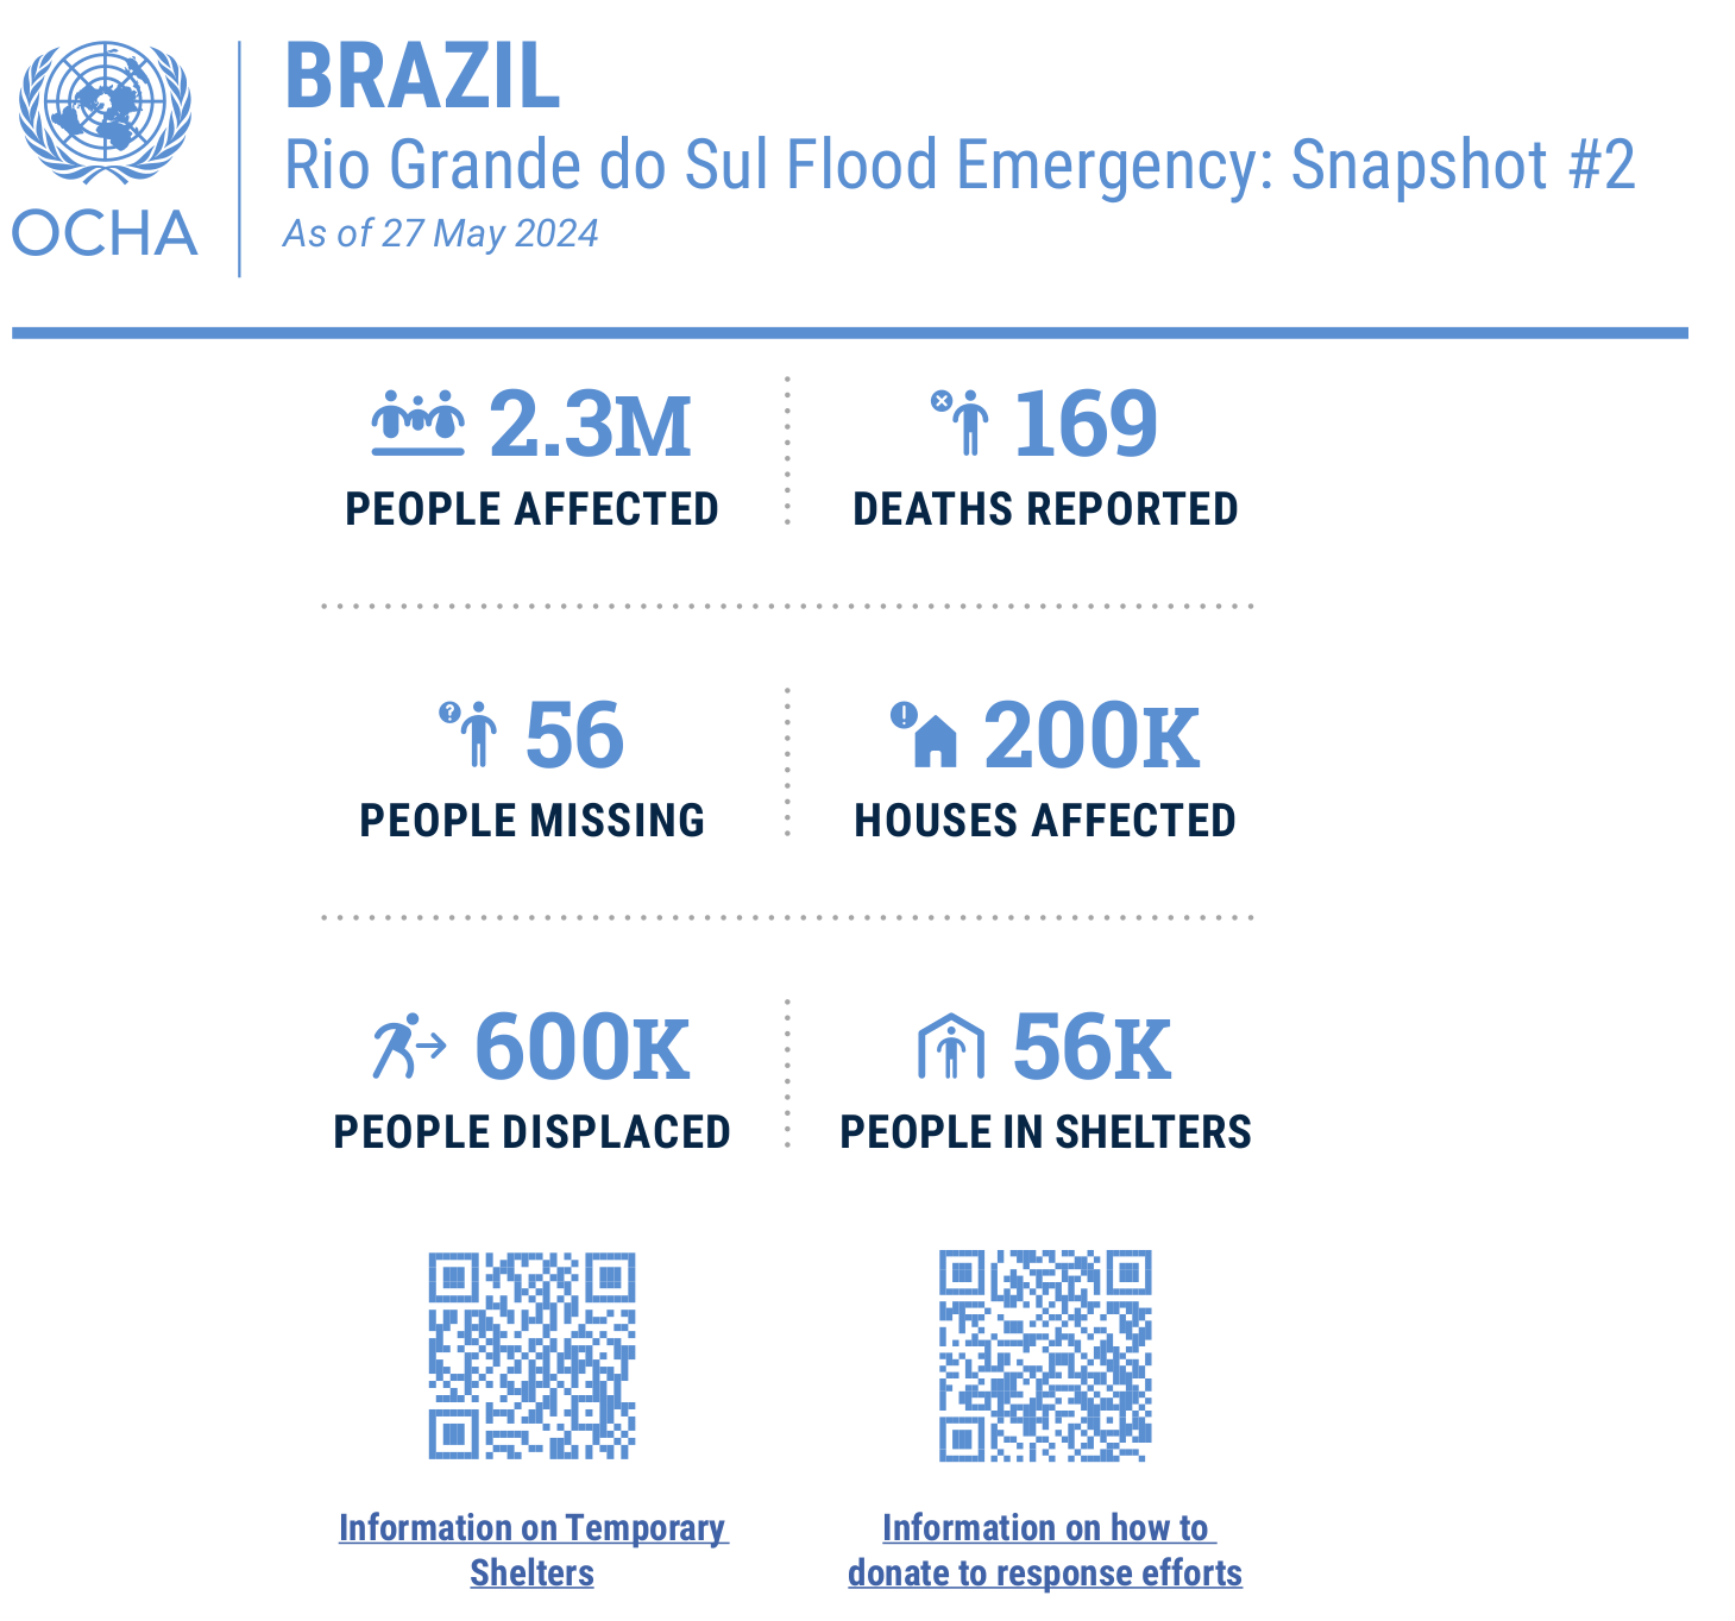 BRAZIL
Rio Grande do Sul Flood Emergency: Snapshot #2
As of 27 May 2024
OCHA
2.3M
PEOPLE AFFECTED
169
DEATHS REPORTED
56
PEOPLE MISSING
200K
HOUSES AFFECTED
600K
PEOPLE DISPLACED
56K
PEOPLE IN SHELTERS
Information on Temporary
Shelters
Information on how to
donate to response efforts